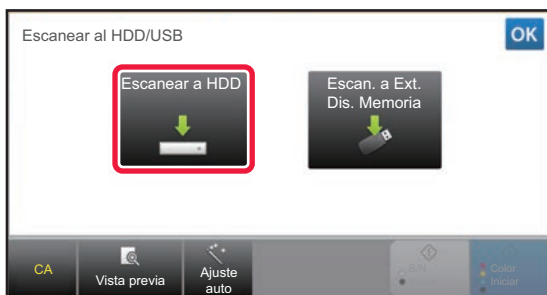 Escanear al HDD/USB
OK
Escanear a HDD
Escan. a Ext.
Dis. Memoria
CA
Vista previa
Ajuste
auto
B/N
Color
Iniciar